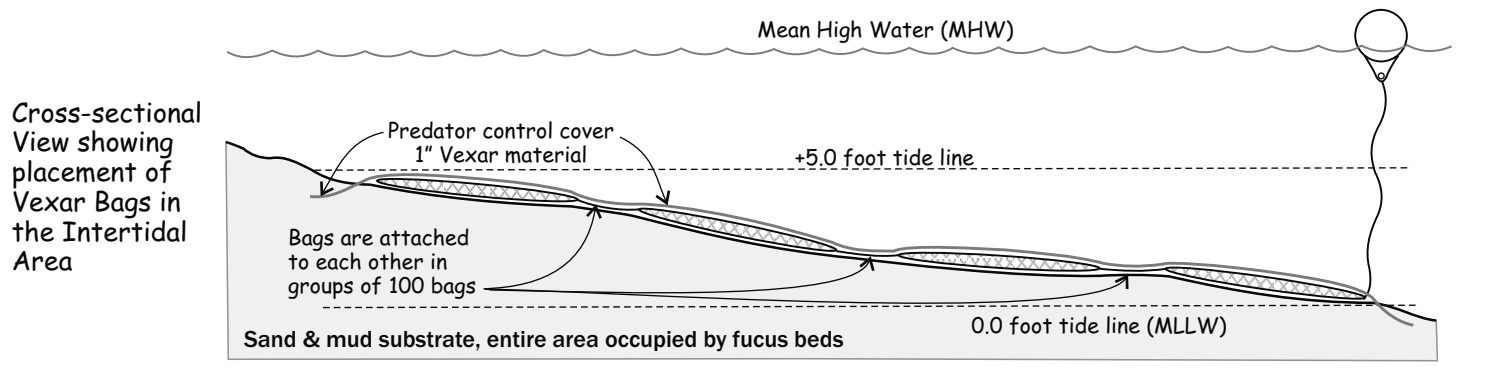 Mean High Water (MHW)
Cross-sectional
View showing
placement of
Vexar Bags in
the Intertidal
Area
Predator control cover
1” Vexar material
+5.0 foot tide line
Bags are attached
to each other in
groups of 100 bags
0.0 foot tide line (MLLW)
Sand & mud substrate, entire area occupied by fucus beds